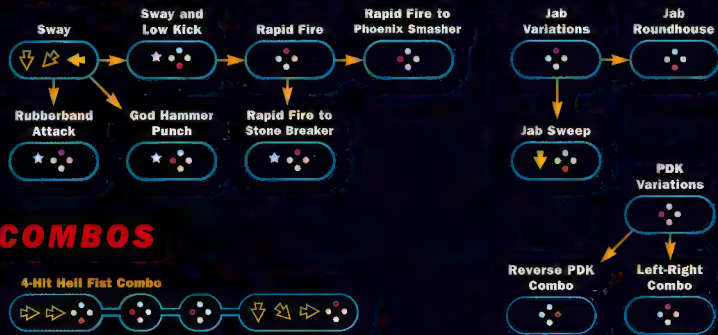 Sway
Sway and
Low Kick
Rapid Fire
Rapid Fire to
Phoenix Smasher
Jab
Variations
Jab
Roundhouse
Rubberband
Attack
God Hammer
Punch
Rapid Fire to
Stone Breaker
Jab Sweep
PDK
Variations
COMBOS
4-Hit Hell Fist Combo
Reverse PDK
Combo
Left-Right
Combo